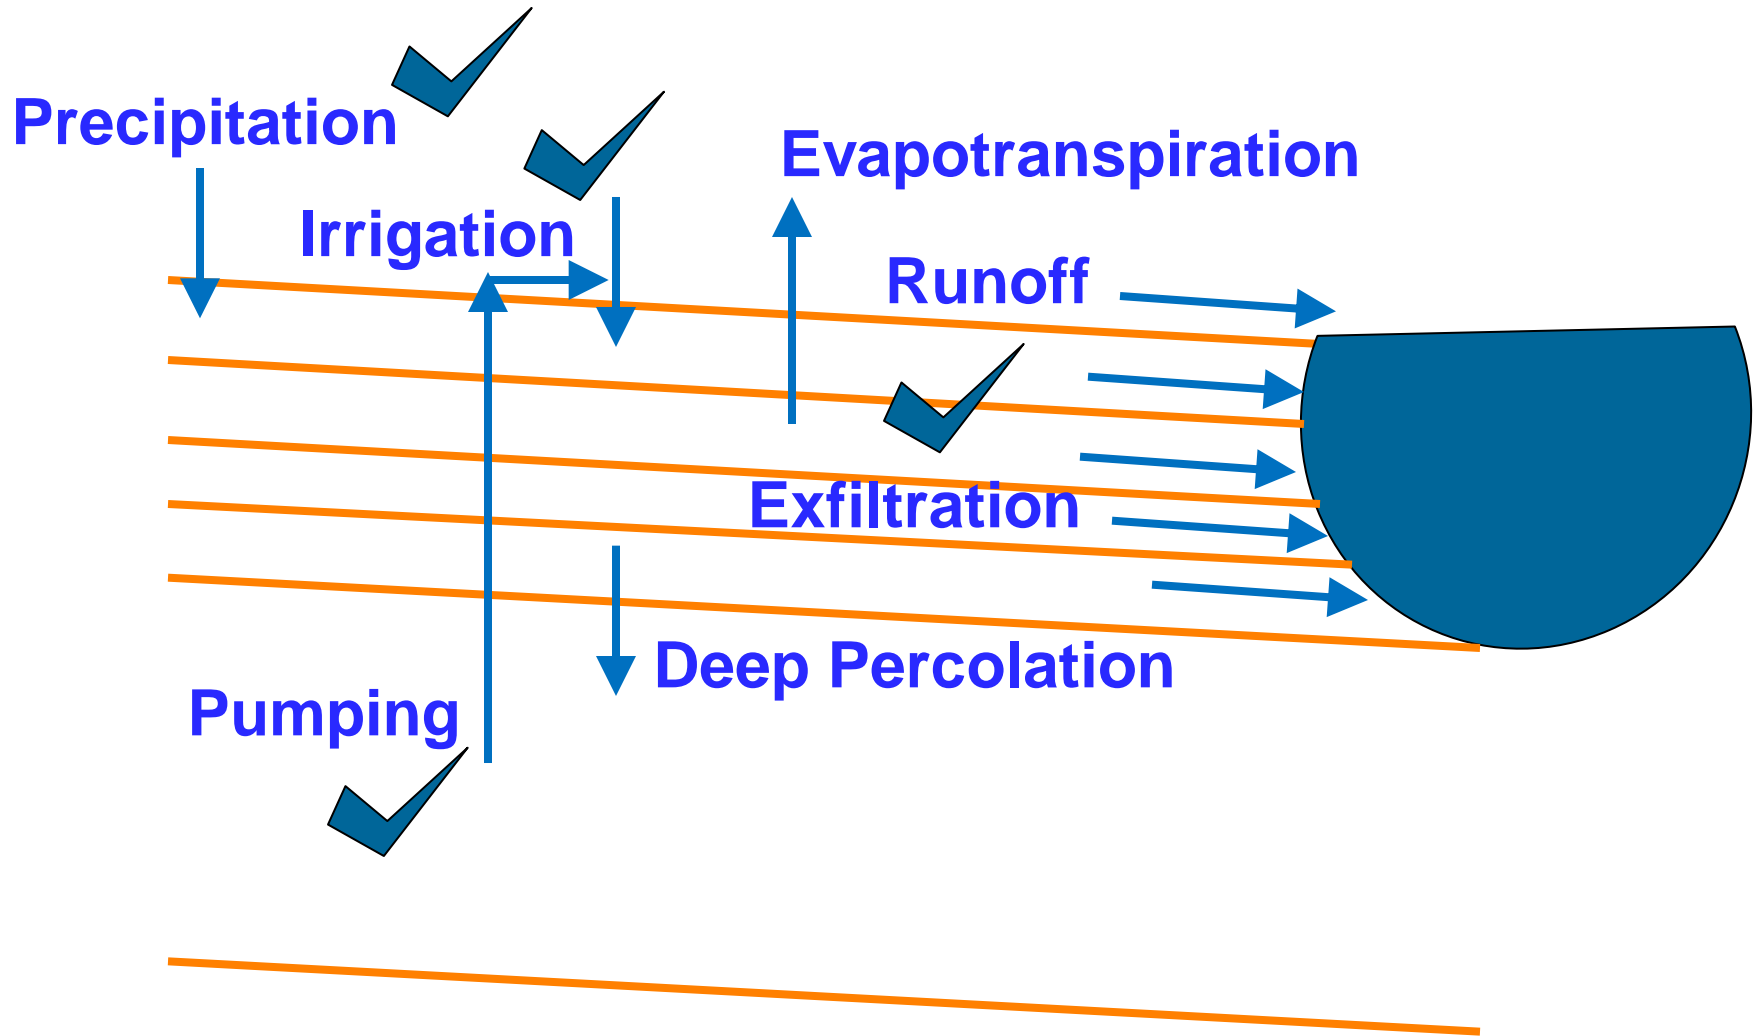 Precipitation
Evapotranspiration
Irrigation
Runoff
Exfiltration
Deep Percolation
Pumping